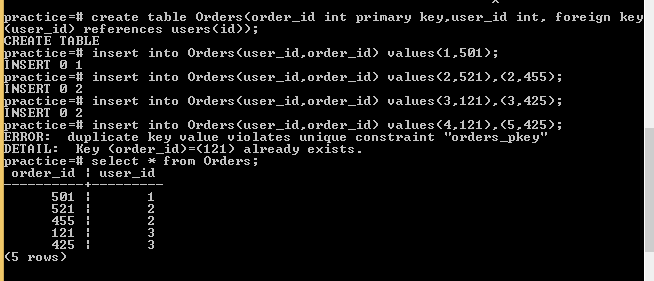 practice=# create table Orders(order_id int primary key,user_id int, foreign key
(user_id) references users(id));
CREATE TABLE
practice=# insert into Orders(user_id,order_id) values(1,501);
INSERT 0 1
practice=# insert into Orders(user_id,order_id) values(2,521),(2,455);
INSERT 0 2
practice=# insert into Orders(user_id,order_id) values(3,121),(3,425);
INSERT 0 2
practice=# insert into Orders(user_id,order_id) values(4,121),(5,425);
ERROR:  duplicate key value violates unique constraint "orders_pkey"
DETAIL:  Key (order_id)=(121) already exists.
practice=# select * from Orders;
 order_id | user_id
----------+---------
      501 |       1
      521 |       2
      455 |       2
      121 |       3
      425 |       3
(5 rows)